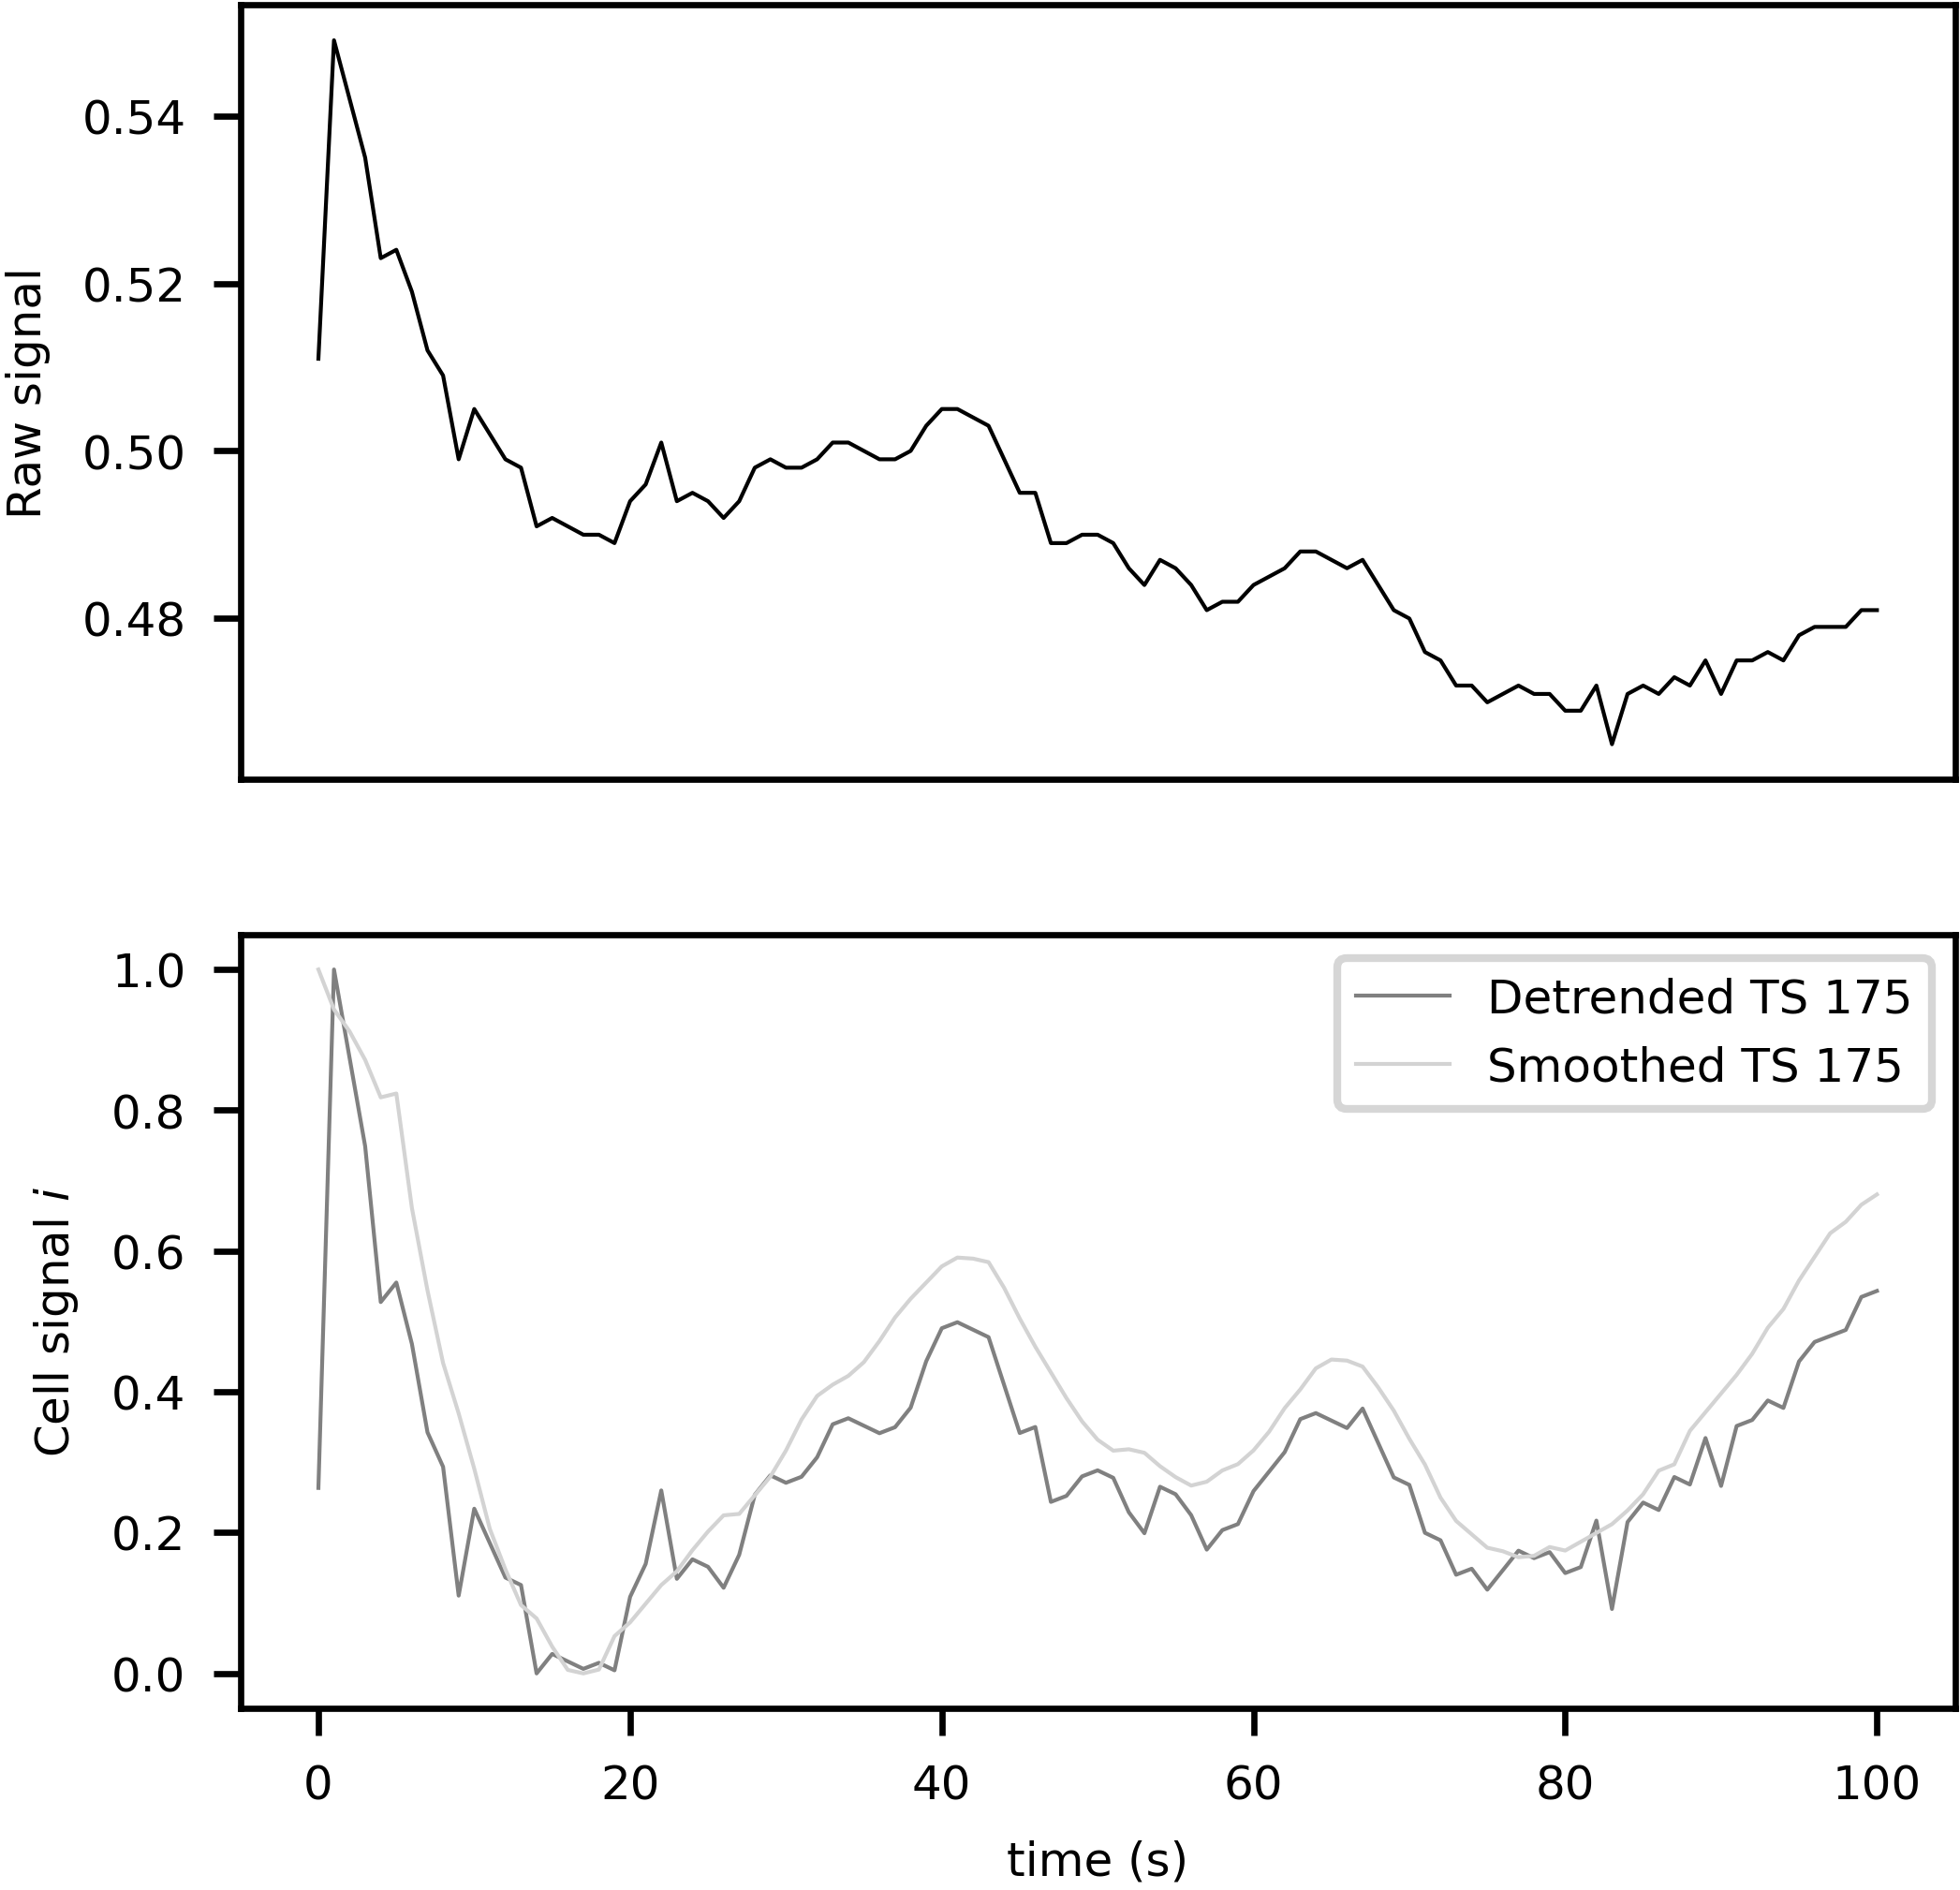 Raw signal
0.54
0.52
0.50
0.48
Cell signal i
1.0
0.8
0.6
0.4
0.2
0.0
Detrended TS 175
Smoothed TS 175
0 20 40 60 80 100
time (s)